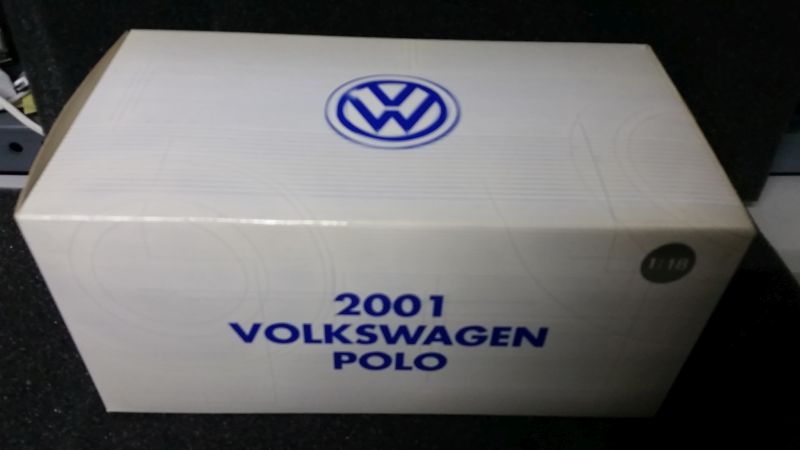 VW
1:18
2001
VOLKSWAGEN
POLO